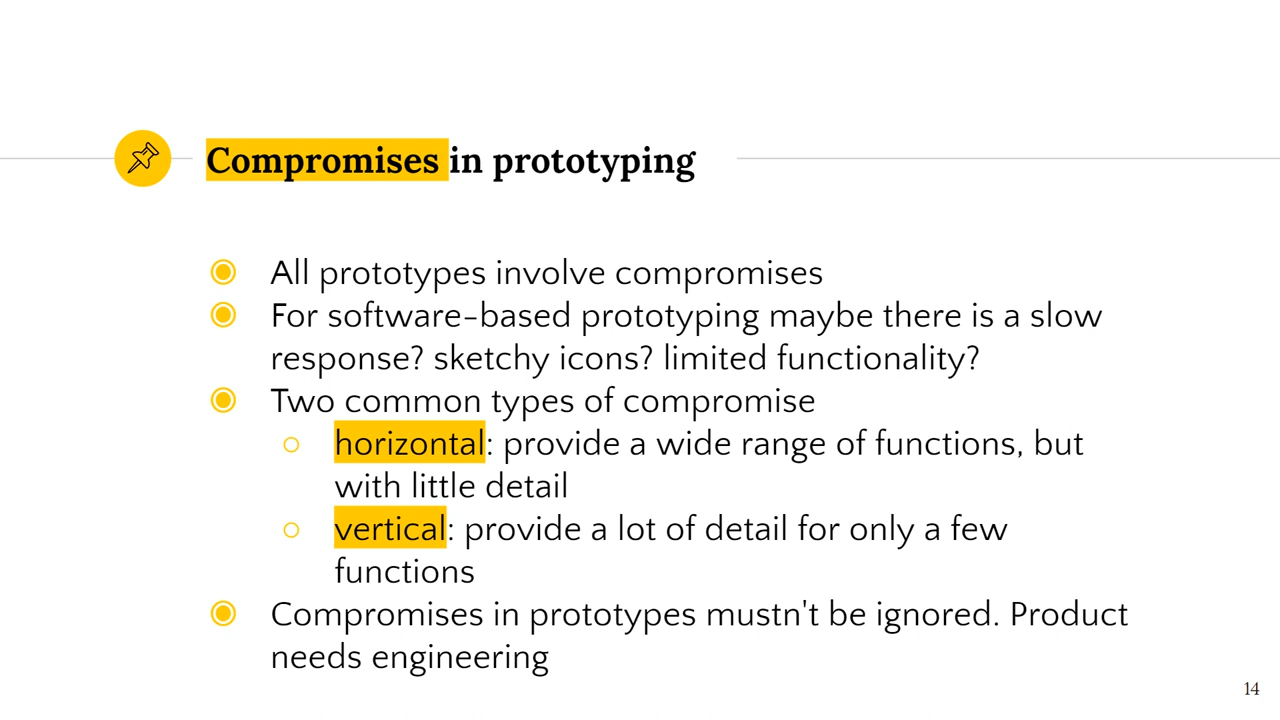 Compromises in prototyping
All prototypes involve compromises
For software-based prototyping maybe there is a slow
response? sketchy icons? limited functionality?
Two common types of compromise
horizontal: provide a wide range of functions, but
with little detail
vertical: provide a lot of detail for only a few
functions
Compromises in prototypes mustn't be ignored. Product
needs engineering
14